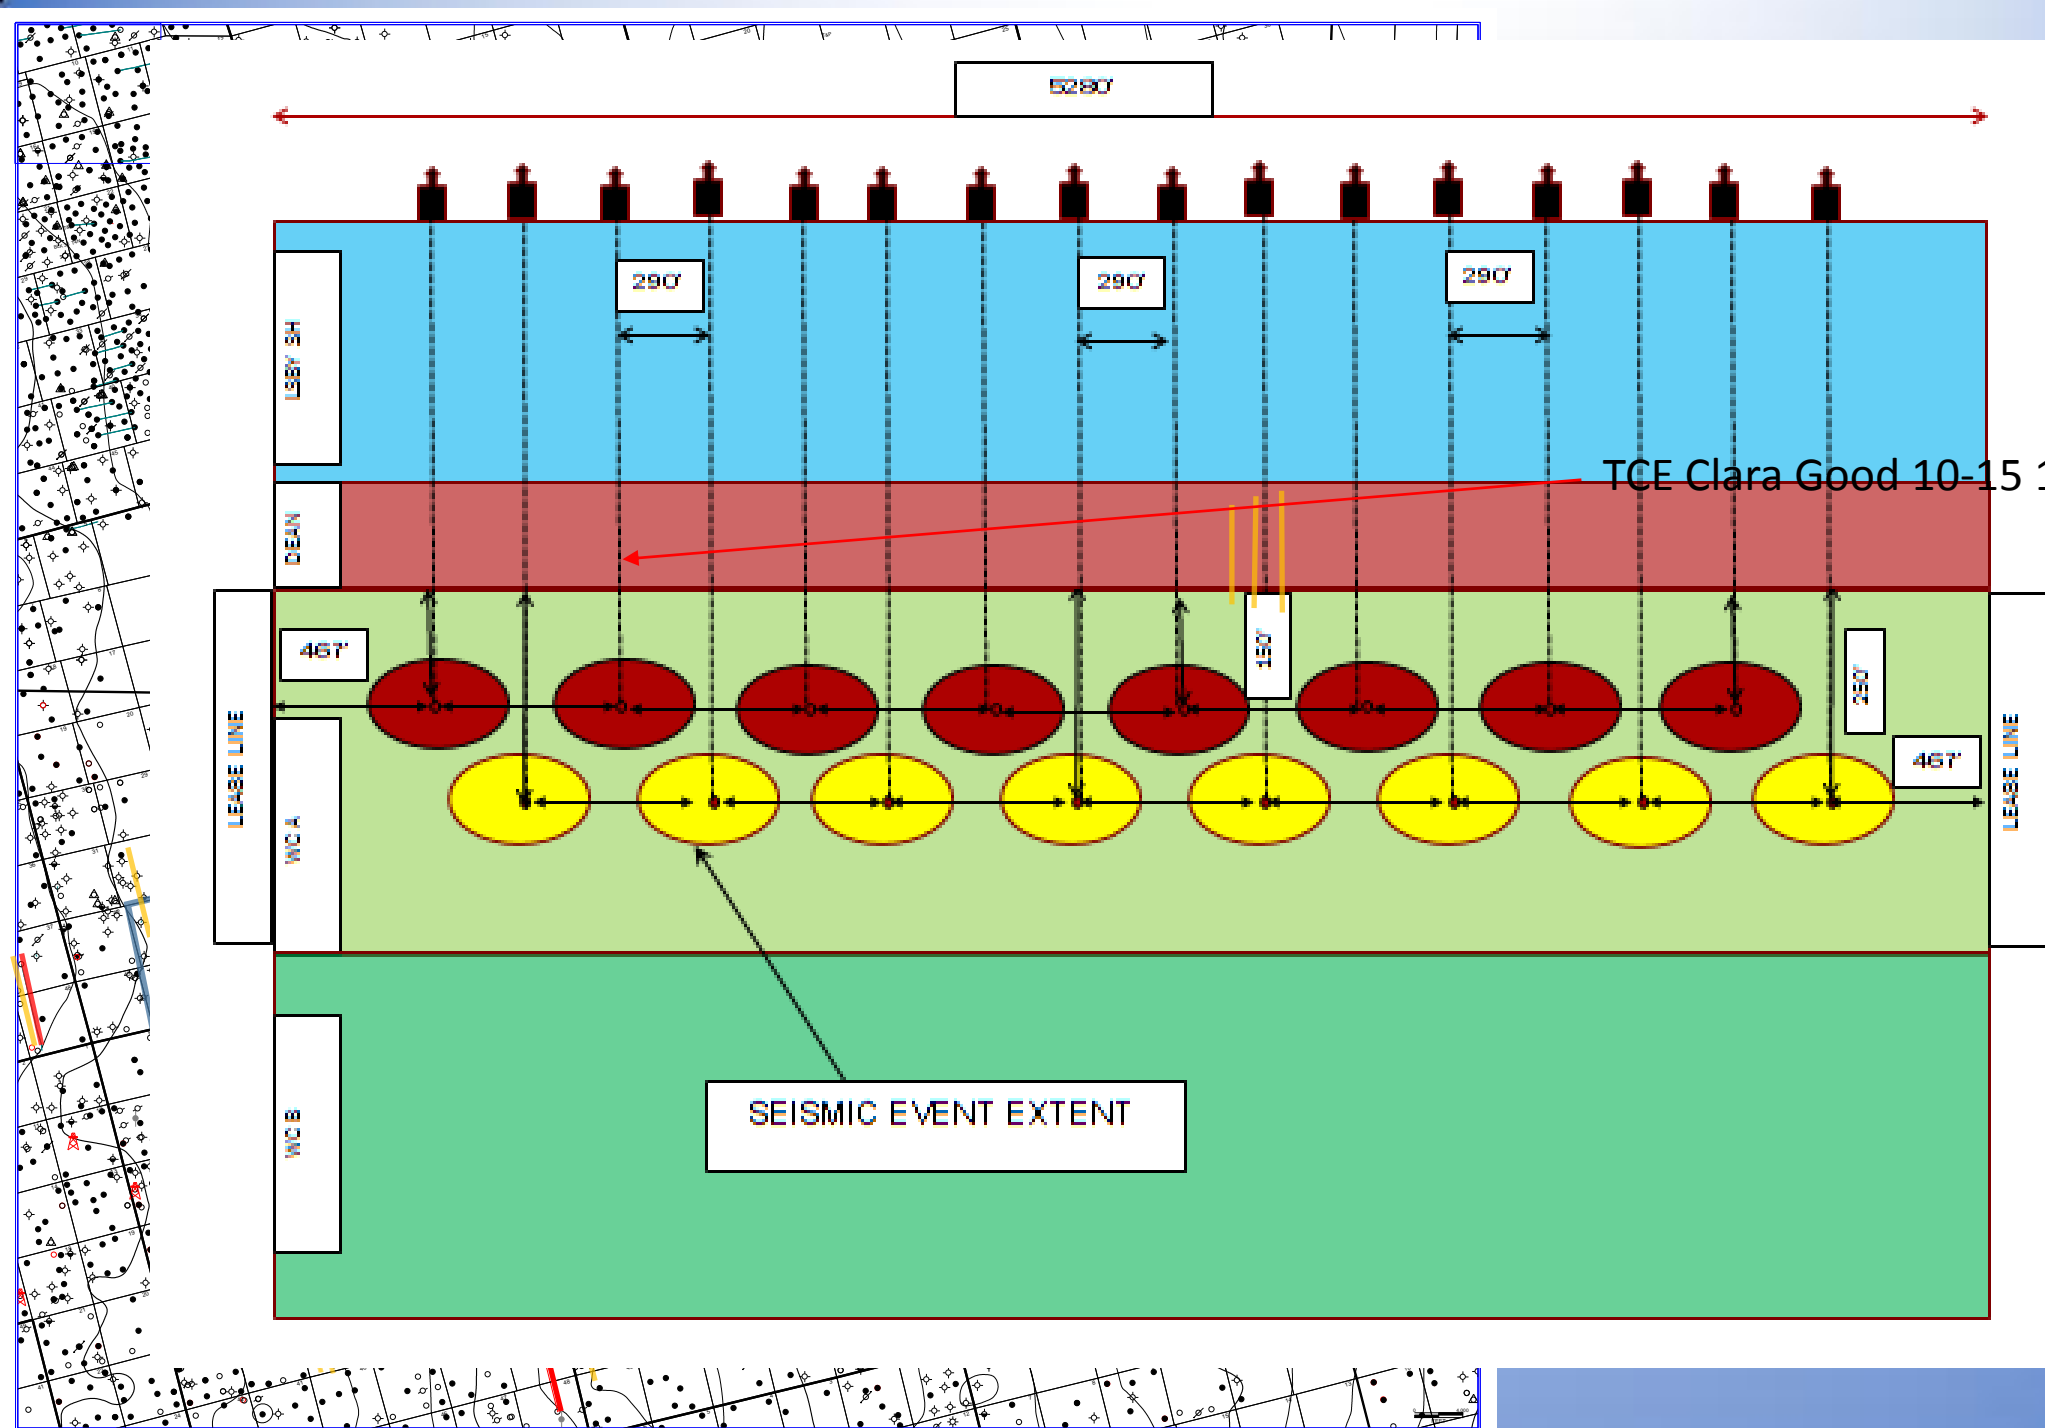 5280'
290'
290'
290'
LSBY SH
TCE Clara Good 10-15 1
DEAN
467'
150'
250'
LEASE LINE
WC A
467'
LEASE LINE
SEISMIC EVENT EXTENT
WC B